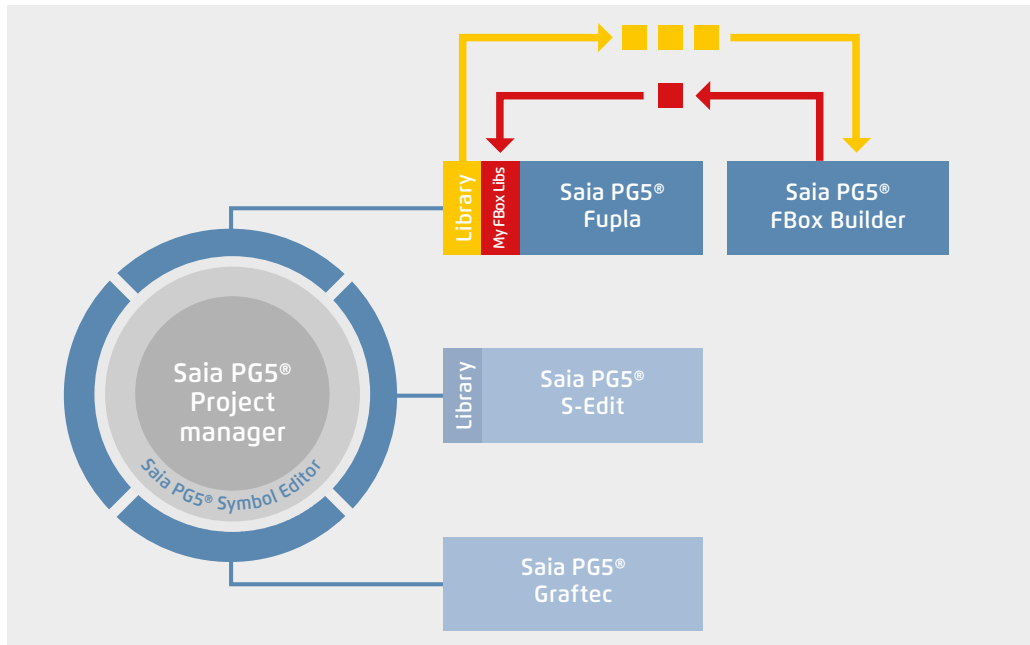 Library
My FBox Libs
Saia PG5®
Fupla
Saia PG5®
FBox Builder
Saia PG5®
Project
manager
Saia PG5® Symbol Editor
Library
Saia PG5®
S-Edit
Saia PG5®
Graftec